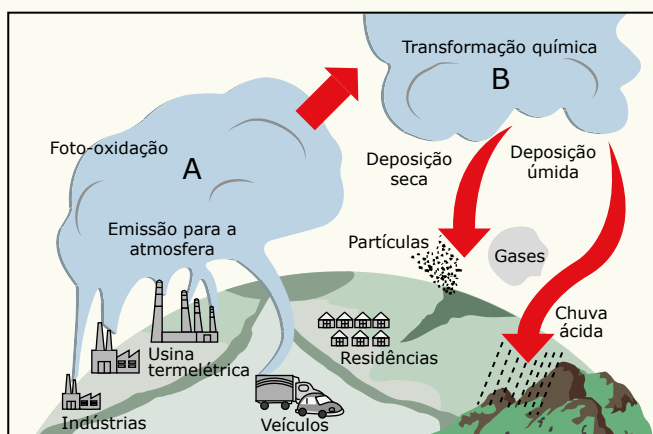 Transformação química
B
Foto-oxidação
A
Deposição
seca
Deposição
úmida
Emissão para a
atmosfera
Partículas
Gases
Chuva
ácida
Usina
termelétrica
Residências
Indústrias
Veículos